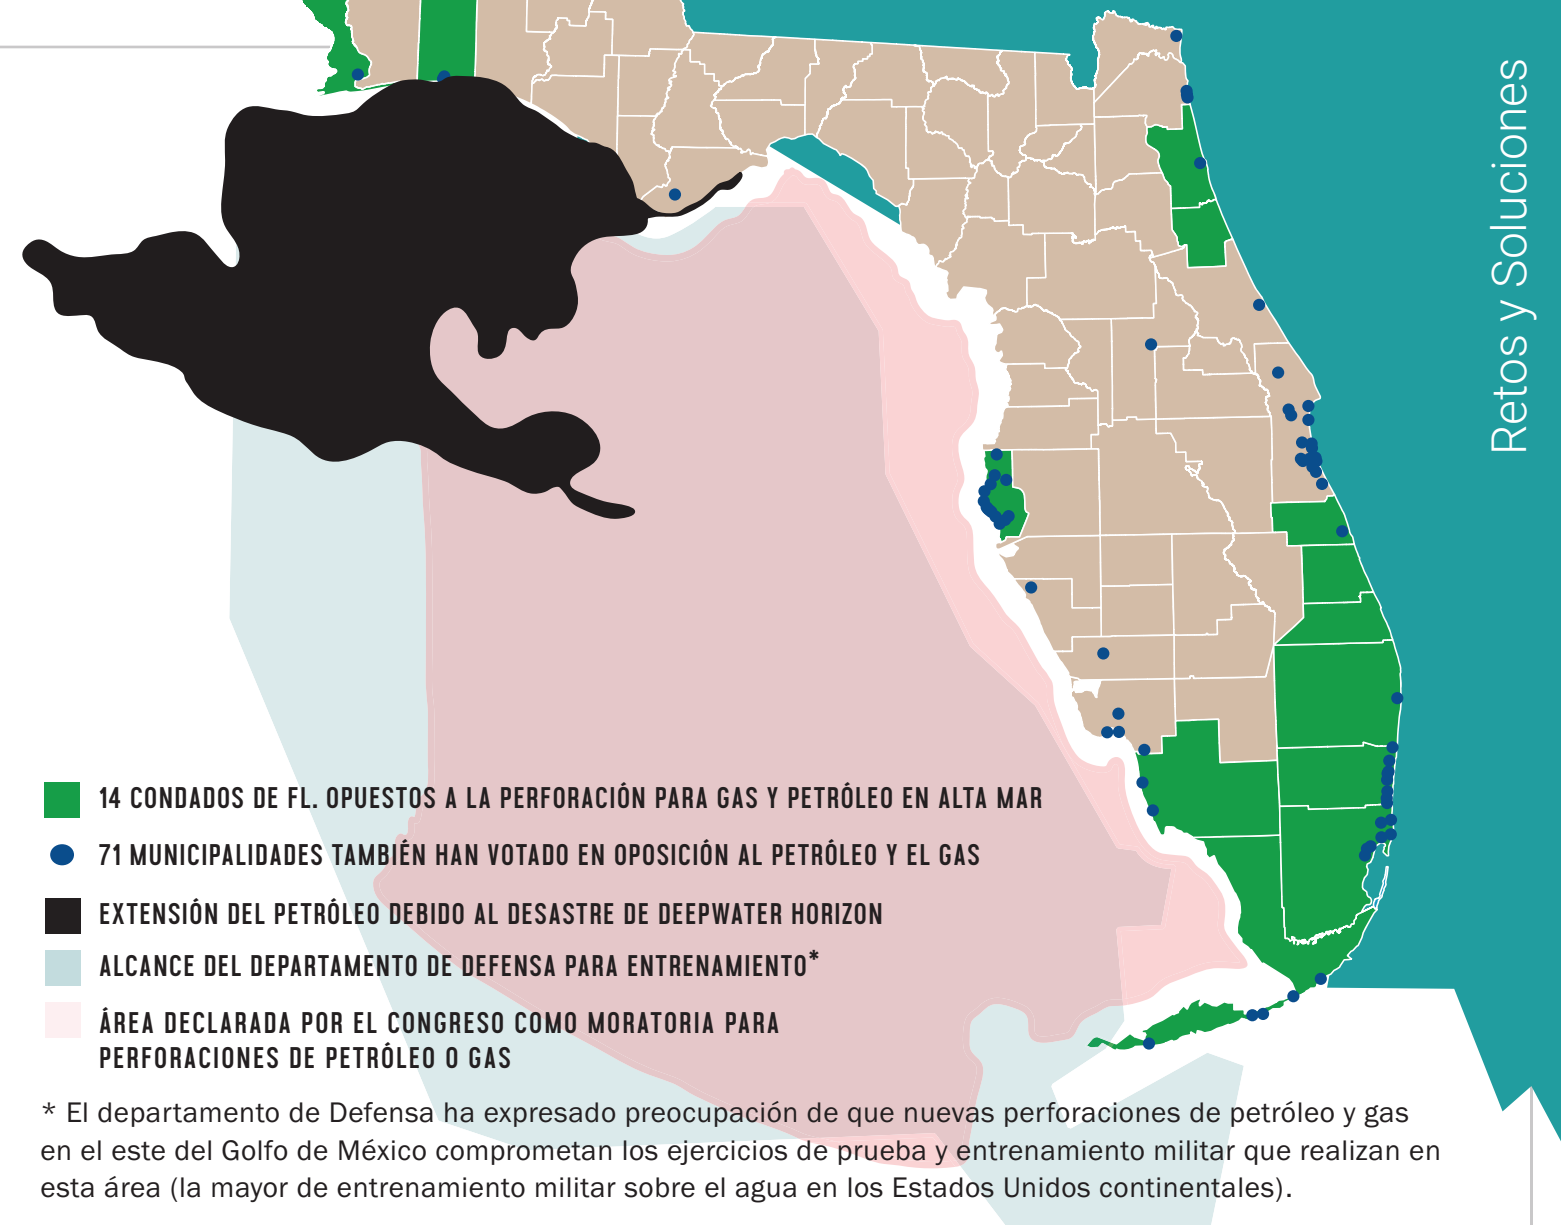 Retos y Soluciones
14 CONDADOS DE FL. OPUESTOS A LA PERFORACIÓN PARA GAS Y PETRÓLEO EN ALTA MAR
71 MUNICIPALIDADES TAMBIÉN HAN VOTADO EN OPOSICIÓN AL PETRÓLEO Y EL GAS
EXTENSIÓN DEL PETRÓLEO DEBIDO AL DESASTRE DE DEEPWATER HORIZON
ALCANCE DEL DEPARTAMENTO DE DEFENSA PARA ENTRENAMIENTO*
ÁREA DECLARADA POR EL CONGRESO COMO MORATORIA PARA
PERFORACIONES DE PETRÓLEO O GAS
* El departamento de Defensa ha expresado preocupación de que nuevas perforaciones de petróleo y gas
en el este del Golfo de México comprometan los ejercicios de prueba y entrenamiento militar que realizan en
esta área (la mayor de entrenamiento militar sobre el agua en los Estados Unidos continentales).